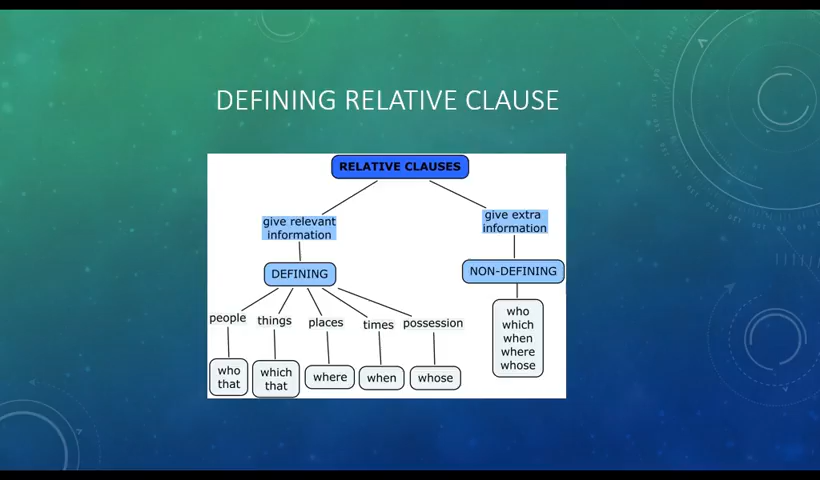 DEFINING RELATIVE CLAUSE
RELATIVE CLAUSES
give relevant
information
give extra
information
DEFINING
NON-DEFINING
people
things
places
times
possession
who
that
which
that
where
when
whose
who
which
when
where
whose